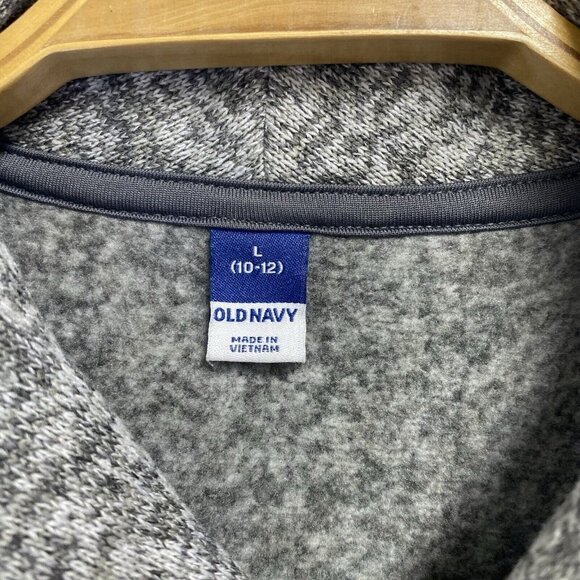 L
(10-12)
OLD NAVY
MADE IN
VIETNAM